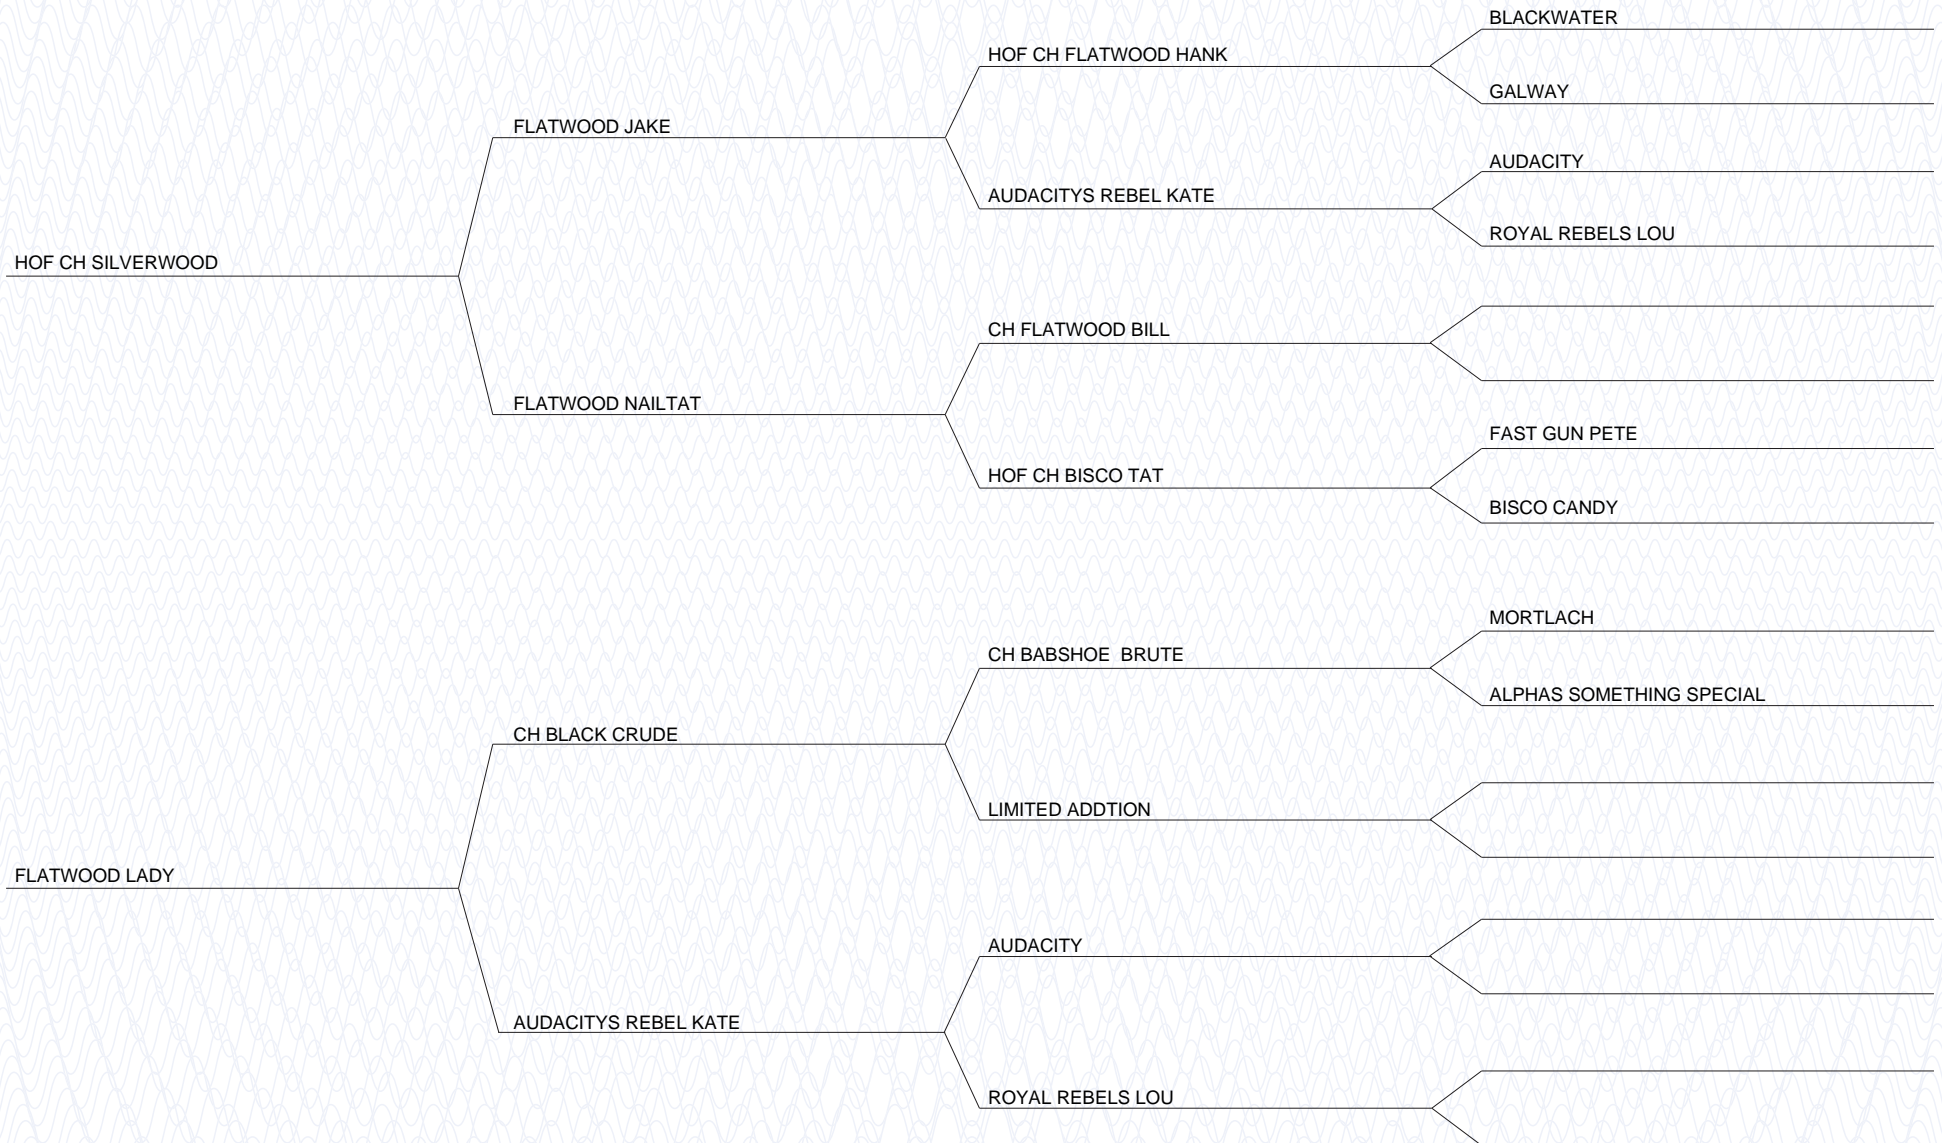 BLACKWATER
HOF CH FLATWOOD HANK
GALWAY
FLATWOOD JAKE
AUDACITY
AUDACITYS REBEL KATE
ROYAL REBELS LOU
HOF CH SILVERWOOD
CH FLATWOOD BILL
FLATWOOD NAILTAT
FAST GUN PETE
HOF CH BISCO TAT
BISCO CANDY
MORTLACH
CH BABSHOE  BRUTE
ALPHAS SOMETHING SPECIAL
CH BLACK CRUDE
LIMITED ADDTION
FLATWOOD LADY
AUDACITY
AUDACITYS REBEL KATE
ROYAL REBELS LOU